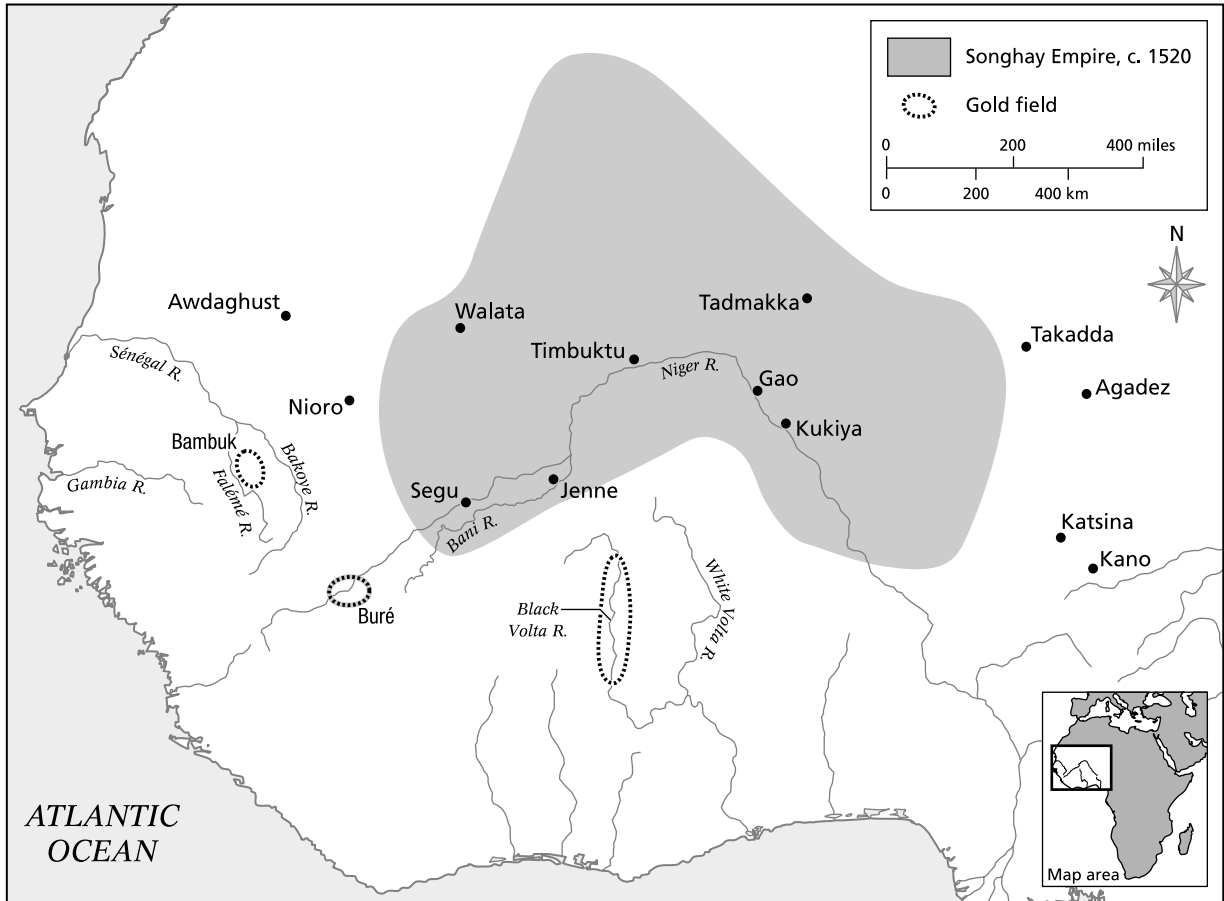 Songhay Empire, c. 1520
Gold field
0 200 400 miles
0 200 400 km
N
Awdaghust
Walata
Tadmakka
Takadda
Sénégal R.
Timbuktu
Niger R.
Gao
Agadez
Nioro
Kukiya
Bambuk
Bakoye R.
Falémé R.
Gambia R.
Segu
Jenne
Bani R.
Katsina
Kano
Buré
Black
Volta R.
White Volta R.
ATLANTIC
OCEAN
Map area